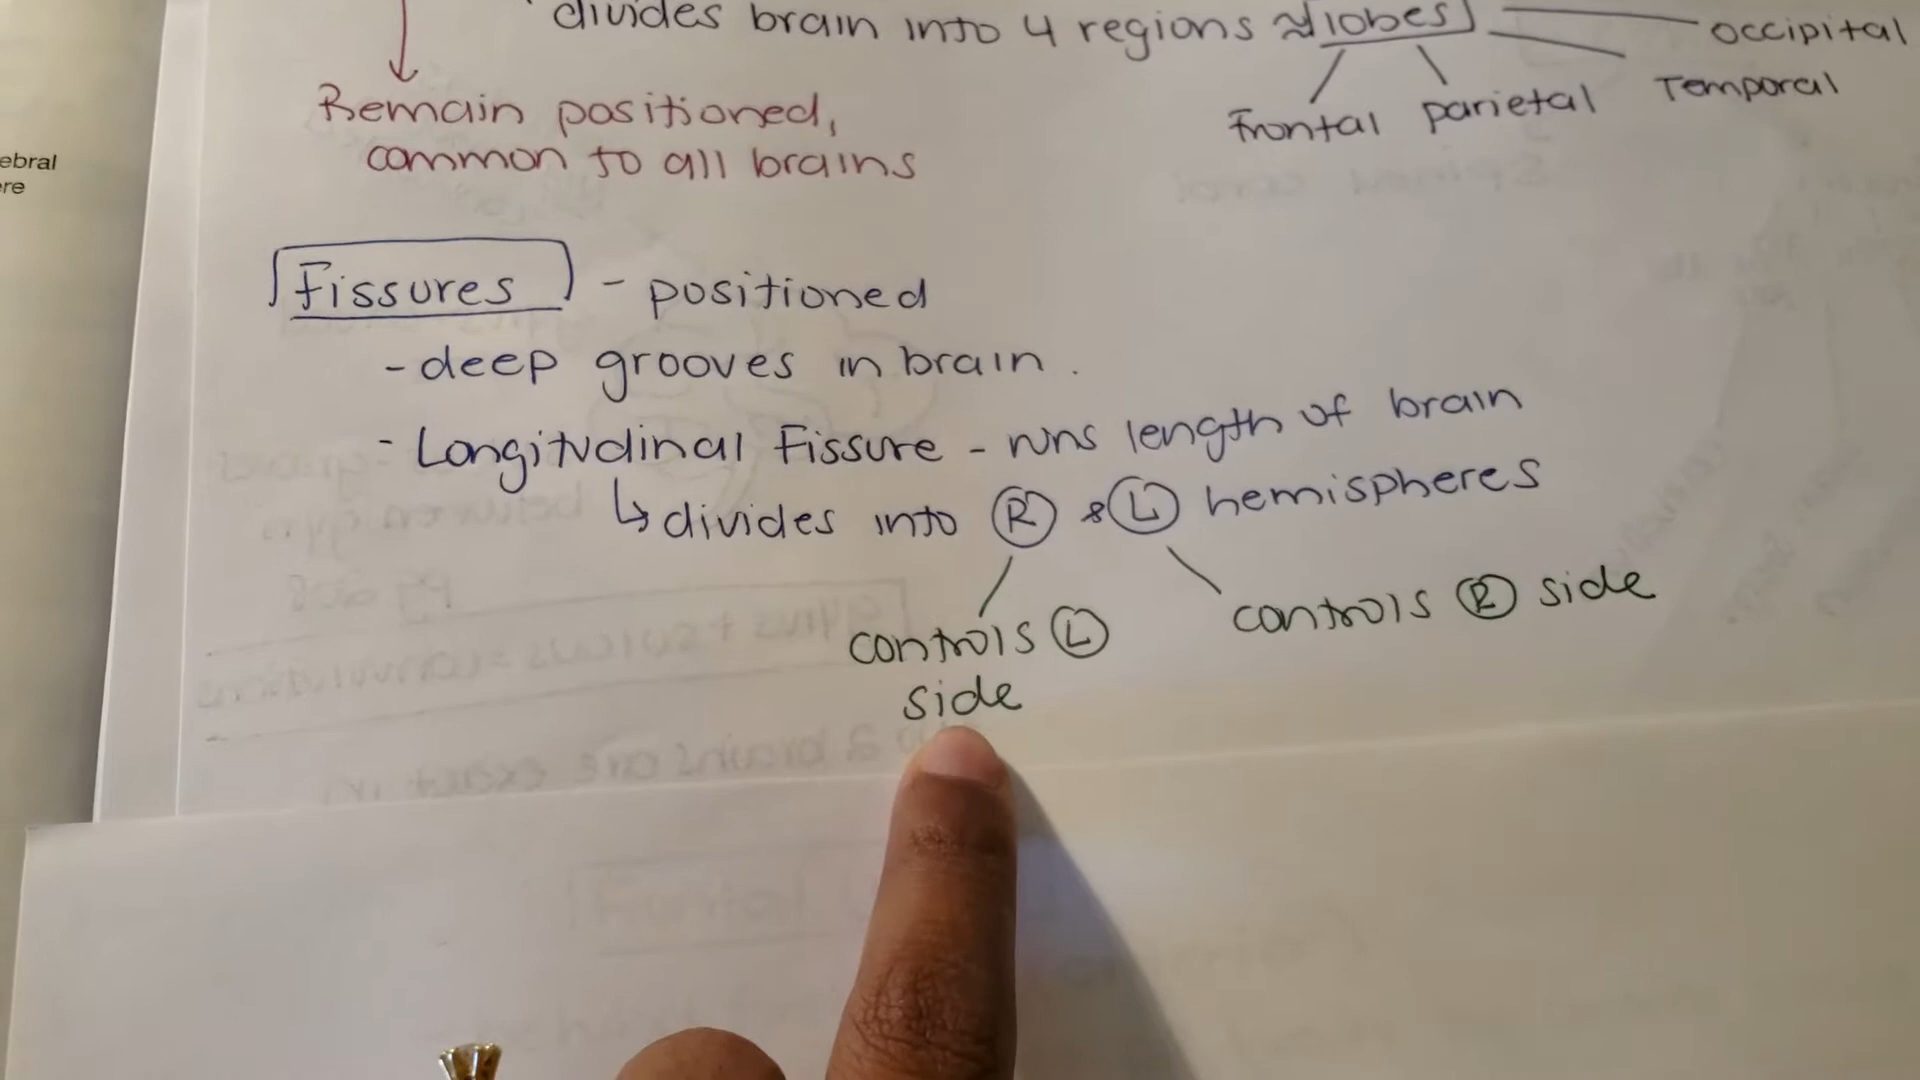 divides brain into 4 regions ≈ lobes
occipital
Temporal
Frontal parietal
Remain positioned,
common to all brains
ebral
re
Fissures - positioned
- deep grooves in brain.
- Longitudinal Fissure - runs length of brain
↳ divides into R & L hemispheres
controls L
side
controls R side